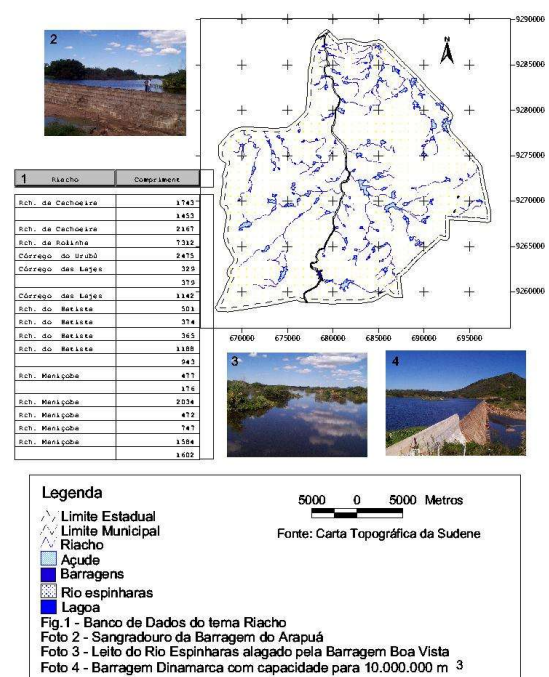 2
N
9290000
9285000
9280000
9275000
9270000
9265000
9260000
670000 675000 680000 685000 690000 695000
1 Riacho Compriment
Rch. da Cachoeira 1743
1453
Rch. da Cachoeira 2167
Rch. da Rolinha 7312
Córrego do Urubú 2475
Córrego das Lajes 329
379
Córrego das Lajes 1142
Rch. do Batista 501
Rch. do Batista 374
Rch. do Batista 365
Rch. do Batista 1188
943
Rch. Maniçoba 477
176
Rch. Maniçoba 2034
Rch. Maniçoba 472
Rch. Maniçoba 747
Rch. Maniçoba 1584
1602
3
4
Legenda
Limite Estadual
Limite Municipal
Riacho
Açude
Barragens
Rio espinharas
Lagoa
5000 0 5000 Metros
Fonte: Carta Topográfica da Sudene
Fig.1 - Banco de Dados do tema Riacho
Foto 2 - Sangradouro da Barragem do Arapuá
Foto 3 - Leito do Rio Espinharas alagado pela Barragem Boa Vista
Foto 4 - Barragem Dinamarca com capacidade para 10.000.000 m 3